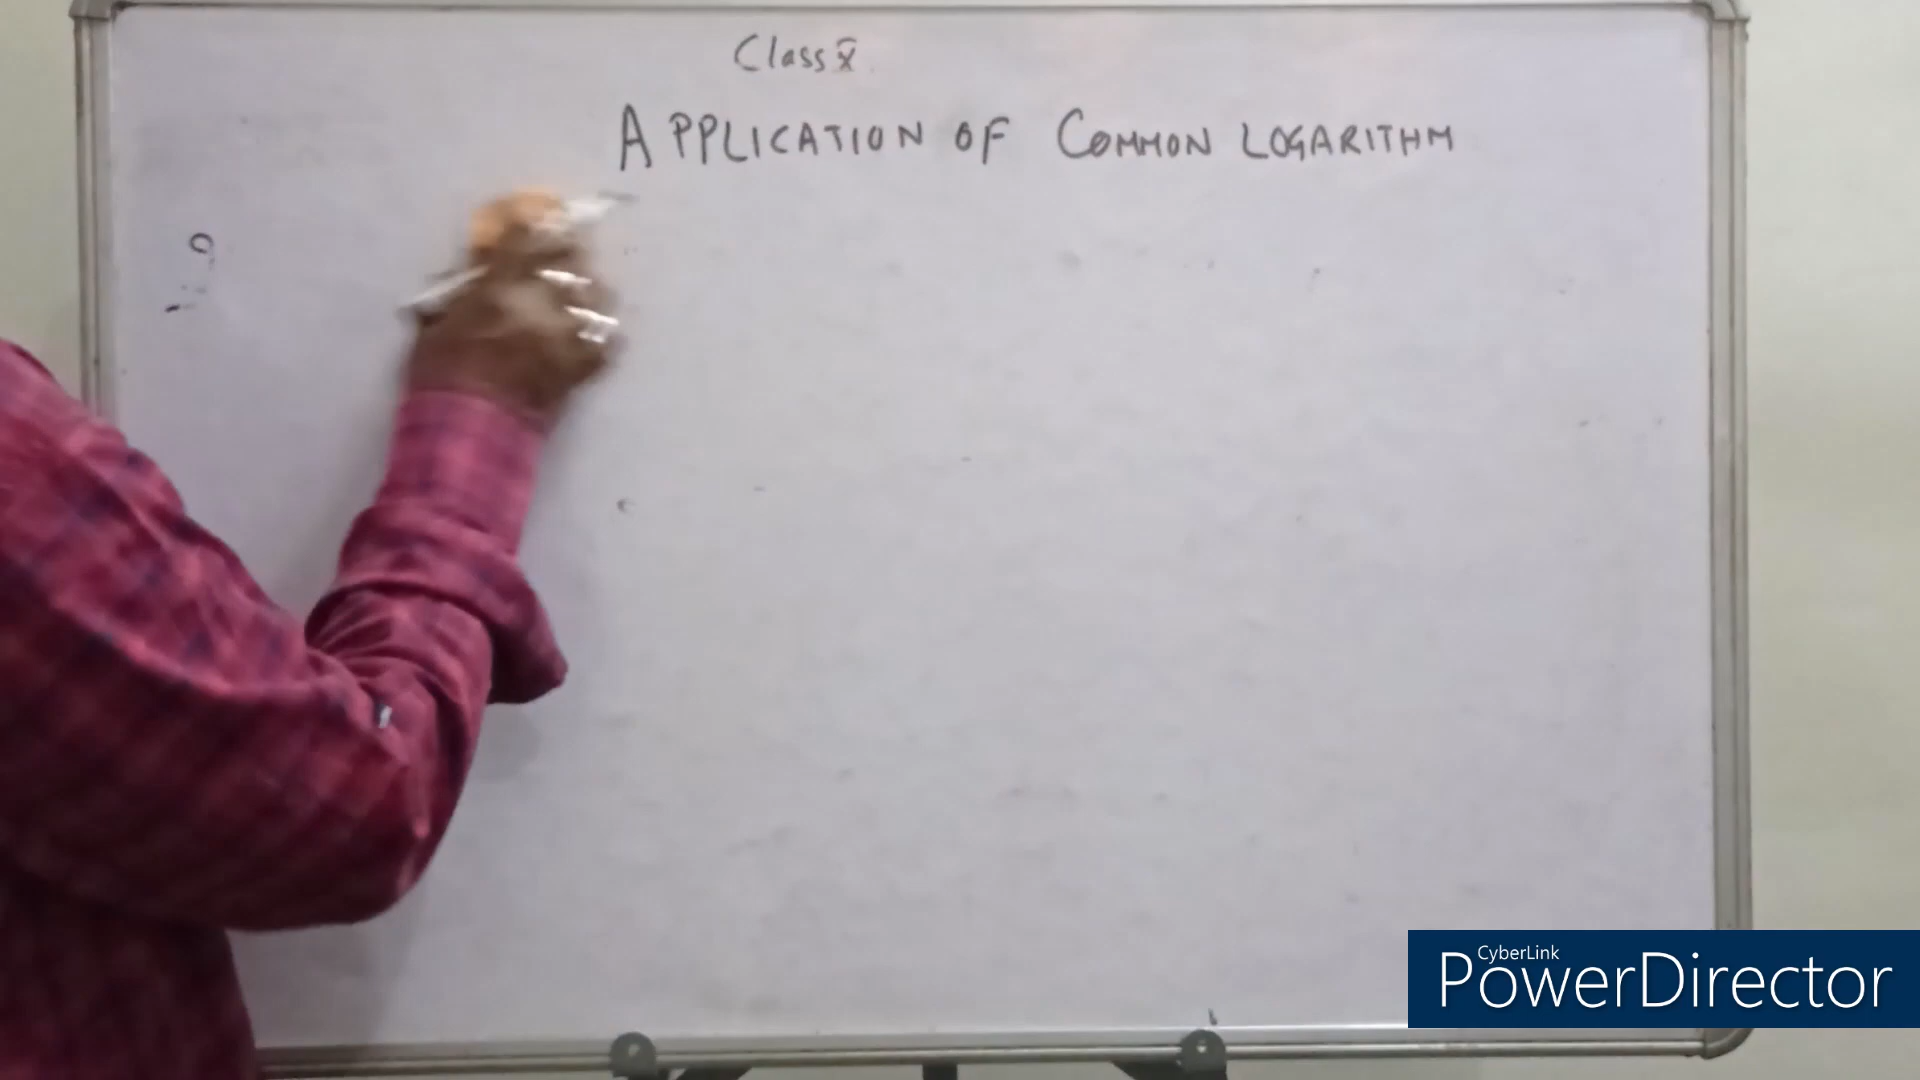 Class X
APPLICATION OF COMMON LOGARITHM
CyberLink
PowerDirector